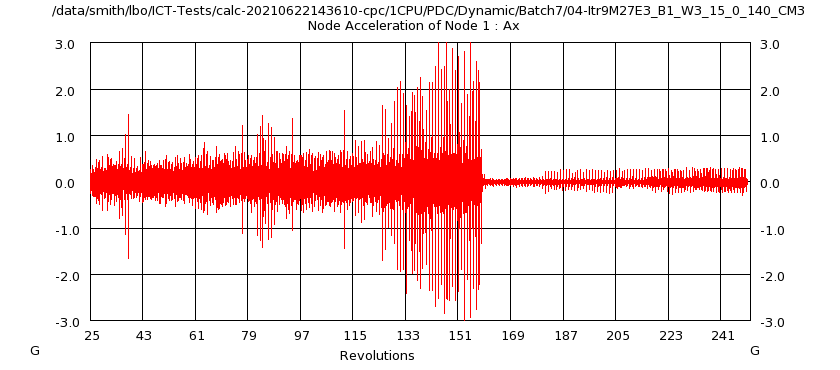 /data/smith/lbo/ICT-Tests/calc-20210622143610-cpc/1CPU/PDC/Dynamic/Batch7/04-Itr9M27E3_B1_W3_15_0_140_CM3
Node Acceleration of Node 1 : Ax
3.0 3.0
2.0 2.0
1.0 1.0
0.0 0.0
-1.0 -1.0
-2.0 -2.0
-3.0 -3.0
25 43 61 79 97 115 133 151 169 187 205 223 241
G Revolutions G